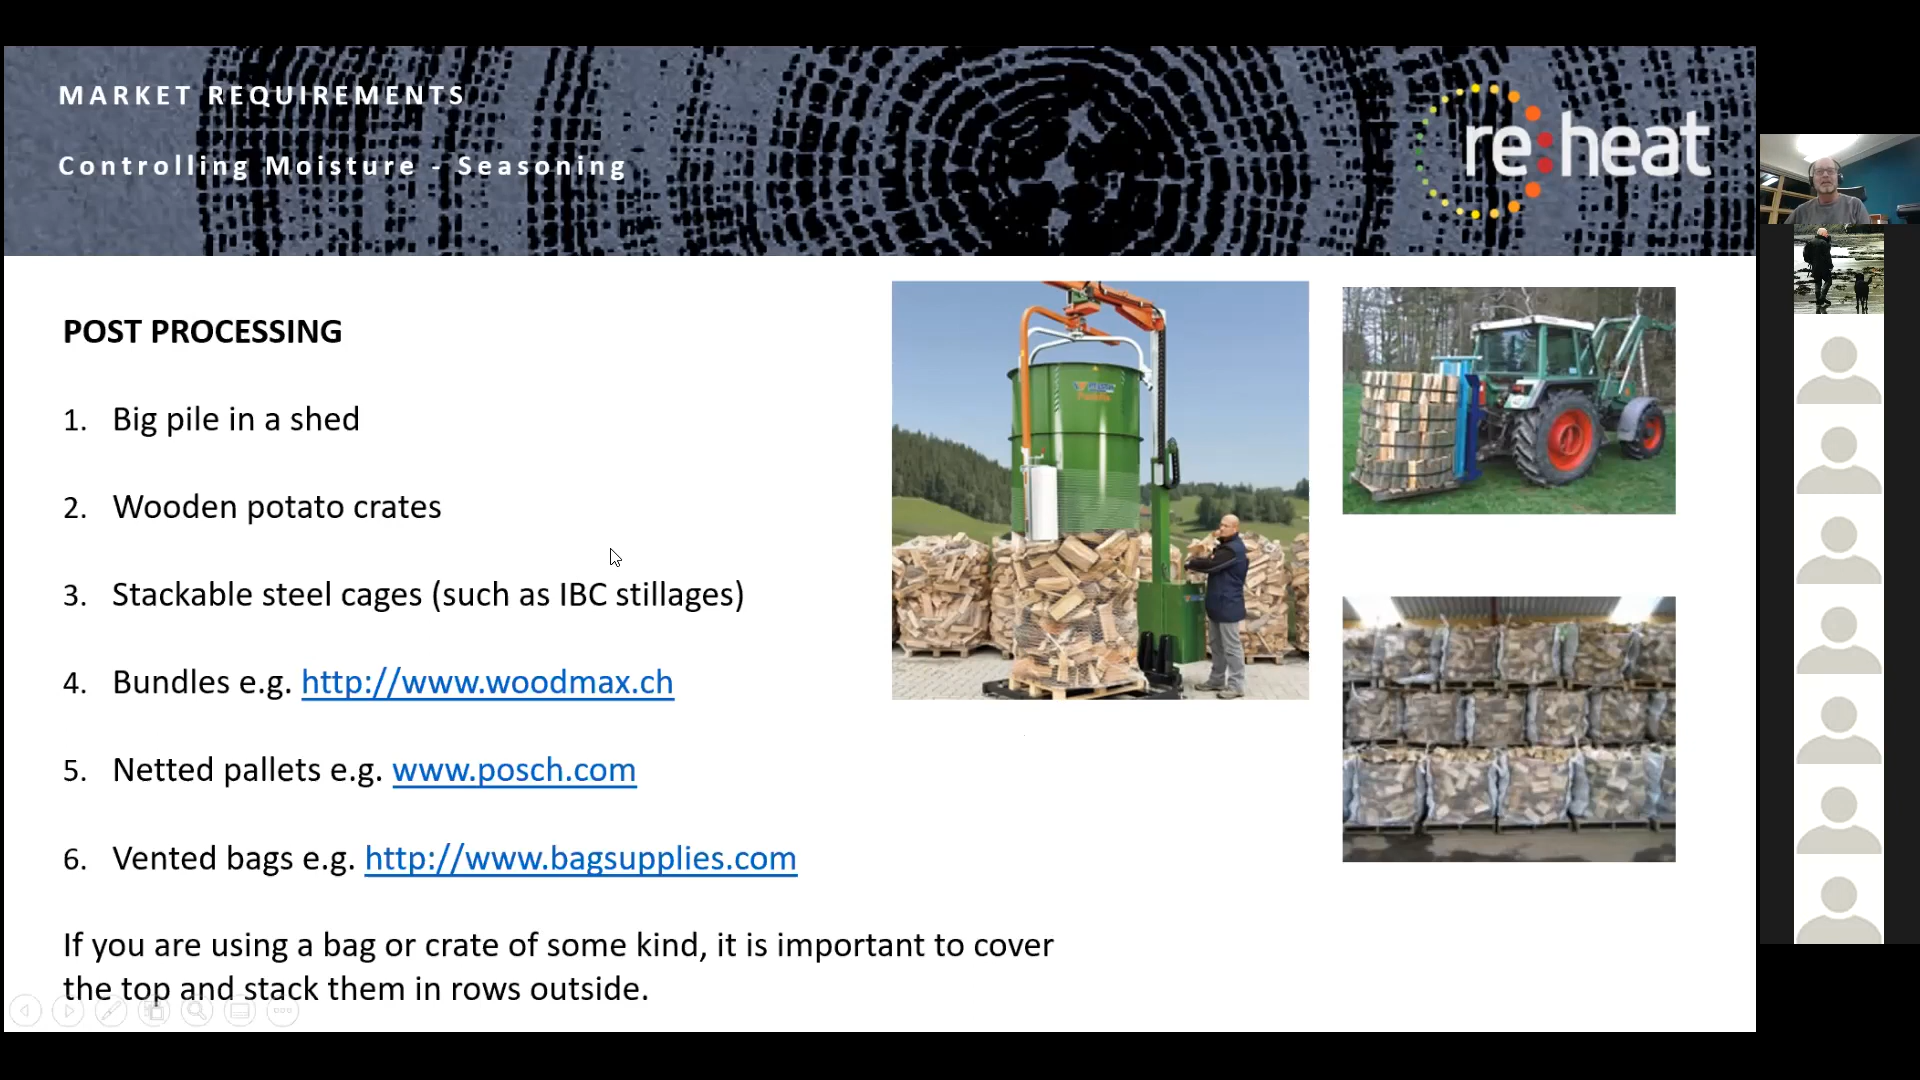 MARKET REQUIREMENTS
Controlling Moisture - Seasoning
re:heat
POST PROCESSING
1. Big pile in a shed
2. Wooden potato crates
3. Stackable steel cages (such as IBC stillages)
4. Bundles e.g. http://www.woodmax.ch
5. Netted pallets e.g. www.posch.com
6. Vented bags e.g. http://www.bagsupplies.com
If you are using a bag or crate of some kind, it is important to cover
the top and stack them in rows outside.